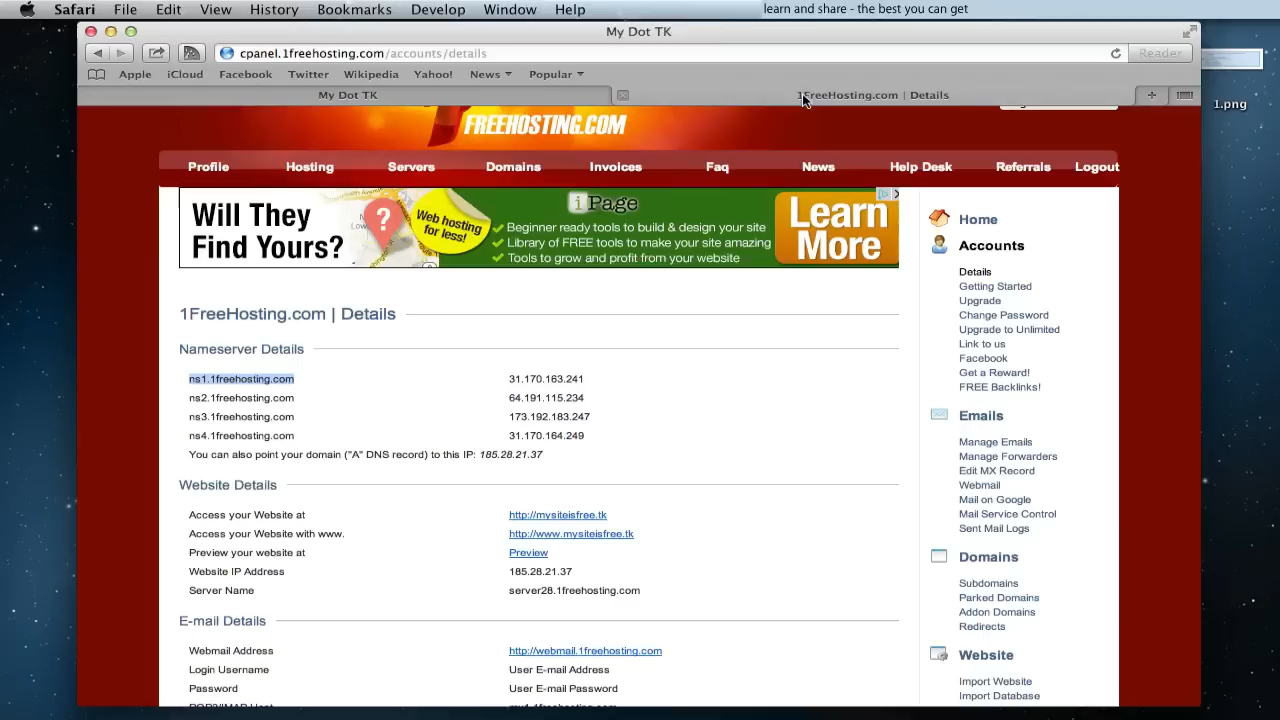 Safari File Edit View History Bookmarks Develop Window Help
learn and share - the best you can get
My Dot TK
cpanel.1freehosting.com/accounts/details
Reader
Apple iCloud Facebook Twitter Wikipedia Yahoo! News Popular
My Dot TK
1FreeHosting.com | Details
1.png
FREEHOSTING.COM
Profile Hosting Servers Domains Invoices Faq News Help Desk Referrals Logout
Will They
Find Yours?
?
Web hosting
for less!
iPage
Beginner ready tools to build & design your site
Library of FREE tools to make your site amazing
Tools to grow and profit from your website
Learn
More
Home
Accounts
Details
Getting Started
Upgrade
Change Password
Upgrade to Unlimited
Link to us
Facebook
Get a Reward!
FREE Backlinks!
Emails
Manage Emails
Manage Forwarders
Edit MX Record
Webmail
Mail on Google
Mail Service Control
Sent Mail Logs
Domains
Subdomains
Parked Domains
Addon Domains
Redirects
Website
Import Website
Import Database
1FreeHosting.com | Details
Nameserver Details
ns1.1freehosting.com 31.170.163.241
ns2.1freehosting.com 64.191.115.234
ns3.1freehosting.com 173.192.183.247
ns4.1freehosting.com 31.170.164.249
You can also point your domain ("A" DNS record) to this IP: 185.28.21.37
Website Details
Access your Website at http://mysiteisfree.tk
Access your Website with www. http://www.mysiteisfree.tk
Preview your website at Preview
Website IP Address 185.28.21.37
Server Name server28.1freehosting.com
E-mail Details
Webmail Address http://webmail.1freehosting.com
Login Username User E-mail Address
Password User E-mail Password